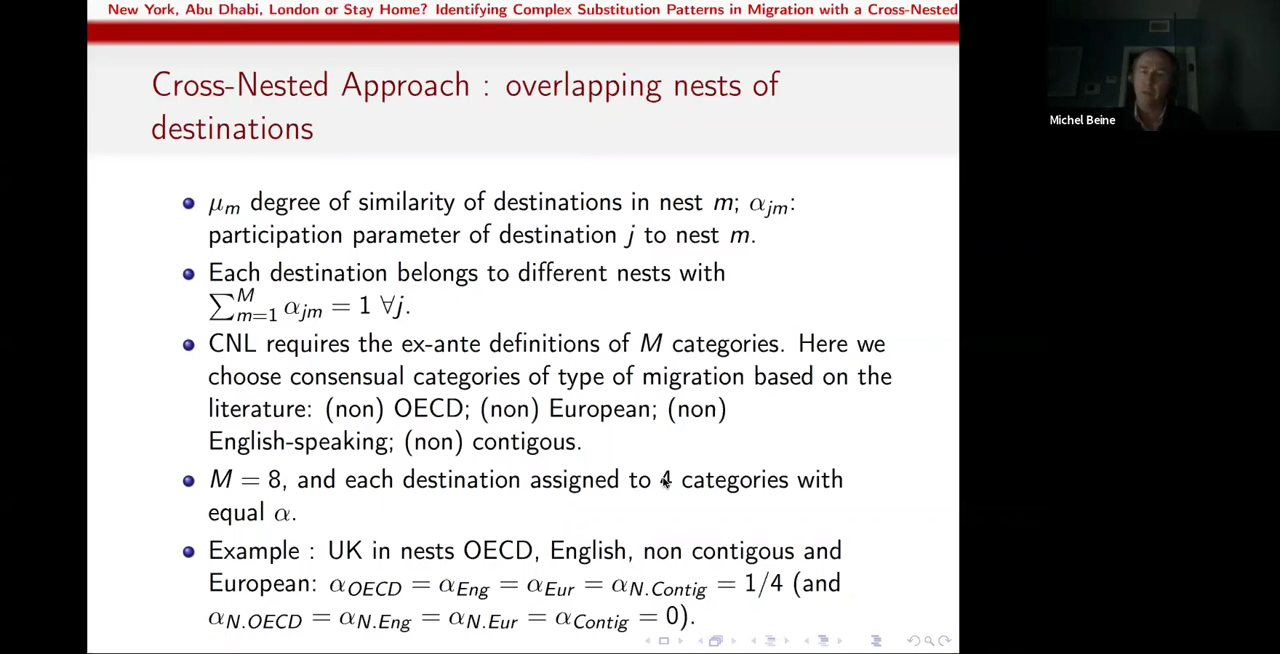 New York, Abu Dhabi, London or Stay Home? Identifying Complex Substitution Patterns in Migration with a Cross-Nested
Cross-Nested Approach : overlapping nests of
destinations
μm degree of similarity of destinations in nest m; αjm:
participation parameter of destination j to nest m.
Each destination belongs to different nests with
∑_{m=1}^{M} αjm = 1 ∀j.
CNL requires the ex-ante definitions of M categories. Here we
choose consensual categories of type of migration based on the
literature: (non) OECD; (non) European; (non)
English-speaking; (non) contigous.
M = 8, and each destination assigned to 4 categories with
equal α.
Example : UK in nests OECD, English, non contigous and
European: αOECD = αEng = αEur = αN.Contig = 1/4 (and
αN.OECD = αN.Eng = αN.Eur = αContig = 0).
Michel Beine